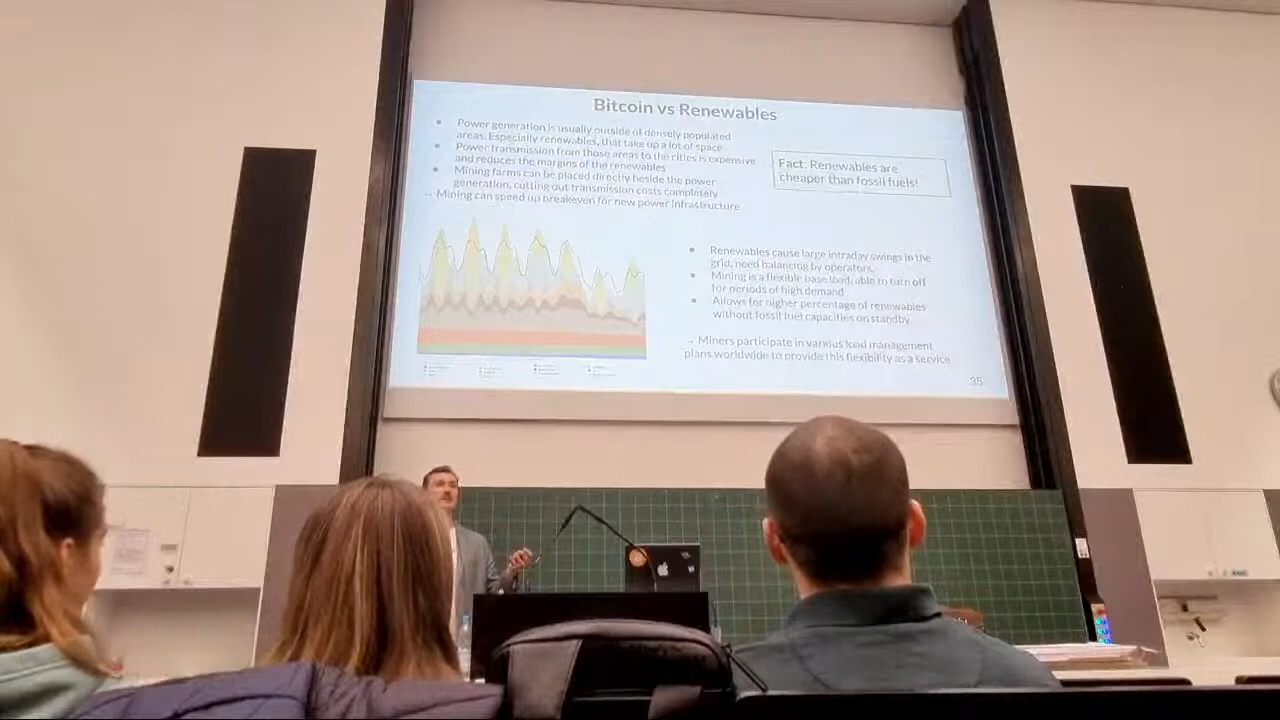 Bitcoin vs Renewables
• Power generation is usually outside of densely populated
areas. Especially renewables, that take up a lot of space
• Power transmission from those areas to the cities is expensive
and reduces the margins of the renewables
• Mining farms can be placed directly beside the power
generation, cutting out transmission costs completely
→ Mining can speed up breakeven for new power infrastructure
Fact: Renewables are
cheaper than fossil fuels!
• Renewables cause large intraday swings in the
grid, need balancing by operators.
• Mining is a flexible base load, able to turn off
for periods of high demand
• Allows for higher percentage of renewables
without fossil fuel capacities on standby
→ Miners participate in various load management
plans worldwide to provide this flexibility as a service
35